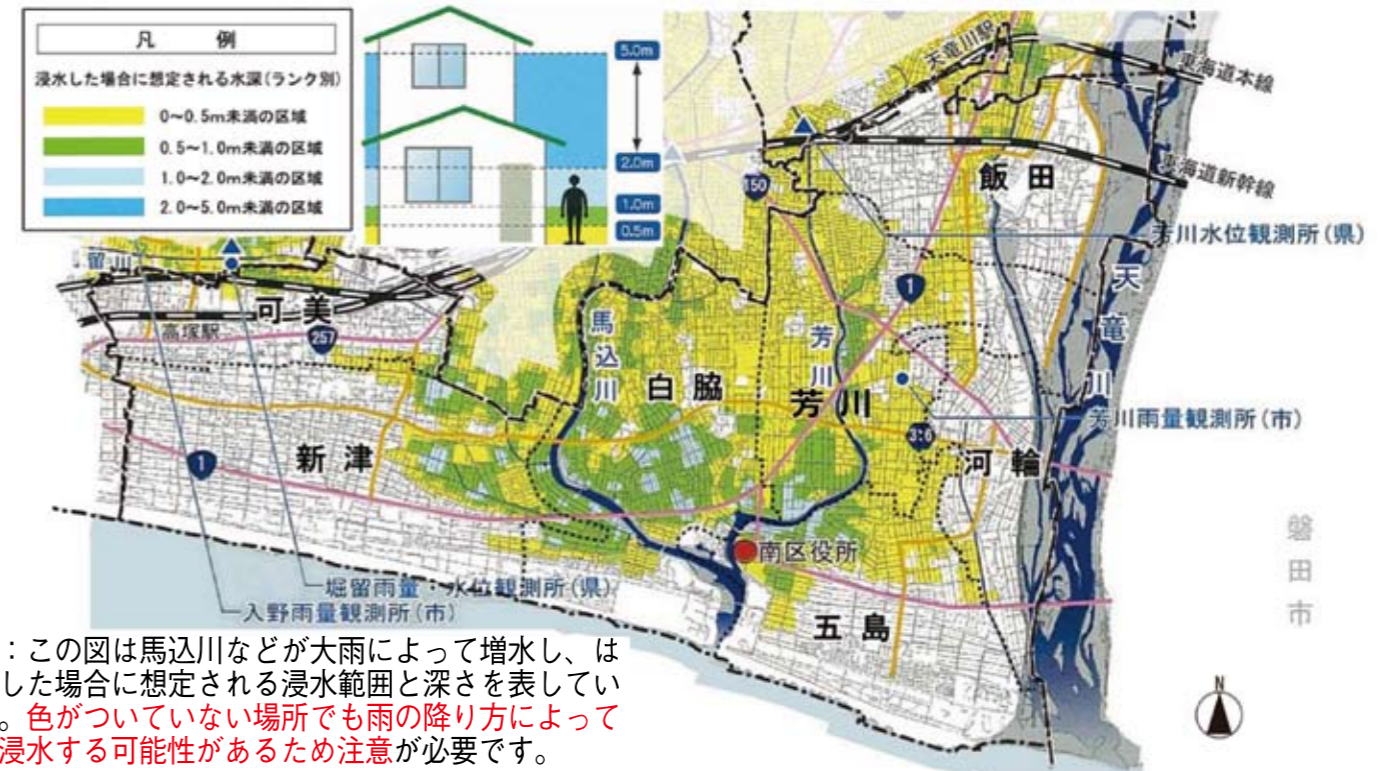 凡　例
浸水した場合に想定される水深(ランク別)
0～0.5m未満の区域
0.5～1.0m未満の区域
1.0～2.0m未満の区域
2.0～5.0m未満の区域
5.0m
2.0m
1.0m
0.5m
天竜川駅
東海道本線
東海道新幹線
飯田
150
芳川水位観測所(県)
留川
可美
高塚駅
257
馬込川
白脇
芳川
芳川
1
天竜川
芳川雨量観測所(市)
3:6
河輪
新津
1
南区役所
堀留雨量・水位観測所(県)
入野雨量観測所(市)
五島
磐田市
N
：この図は馬込川などが大雨によって増水し、は
した場合に想定される浸水範囲と深さを表してい
。色がついていない場所でも雨の降り方によって
浸水する可能性があるため注意が必要です。